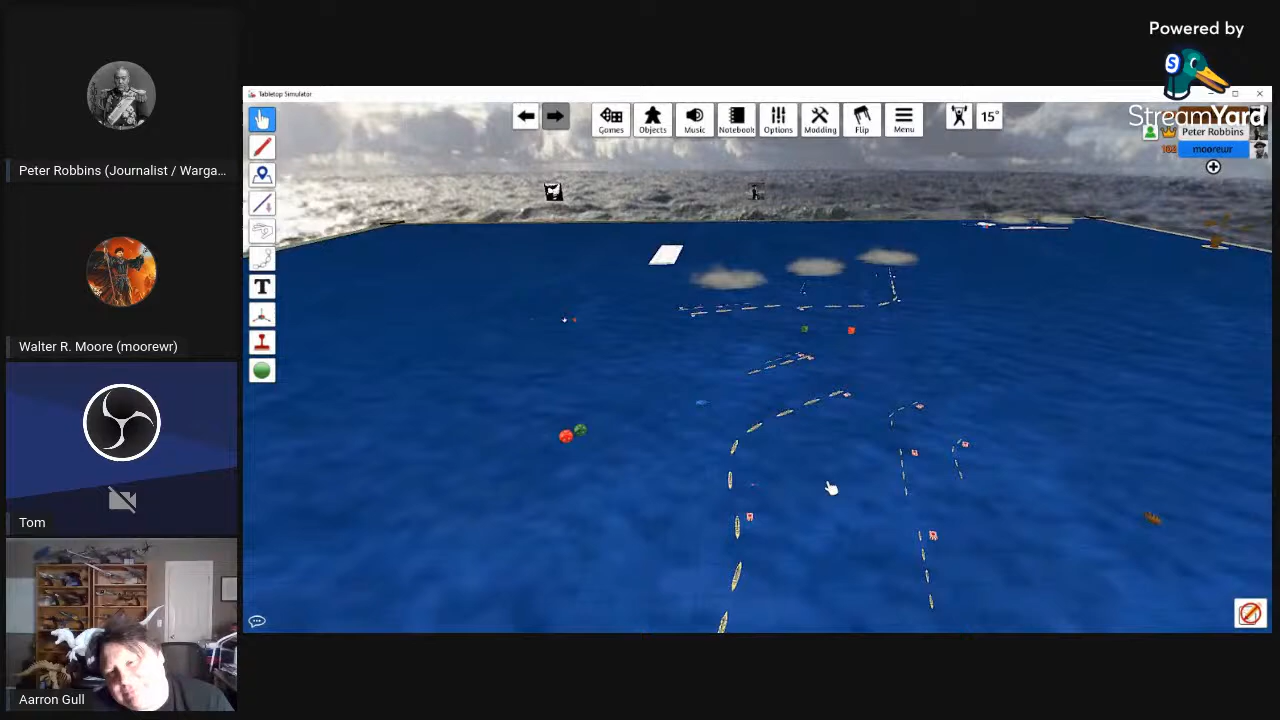 Powered by
S
StreamYard
Tabletop Simulator
Games
Objects
Music
Notebook
Options
Modding
Flip
Menu
15°
Peter Robbins
moorewr
T
Peter Robbins (Journalist / Warga...
Walter R. Moore (moorewr)
Tom
Aarron Gull